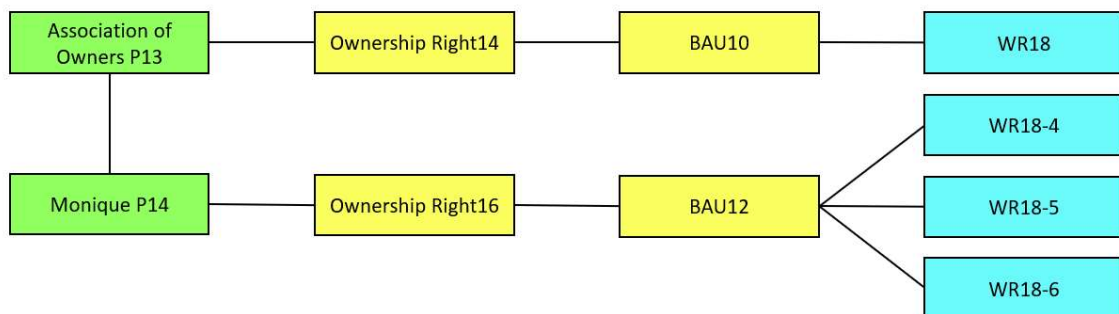 Association of
Owners P13
Ownership Right14
BAU10
WR18
WR18-4
Monique P14
Ownership Right16
BAU12
WR18-5
WR18-6